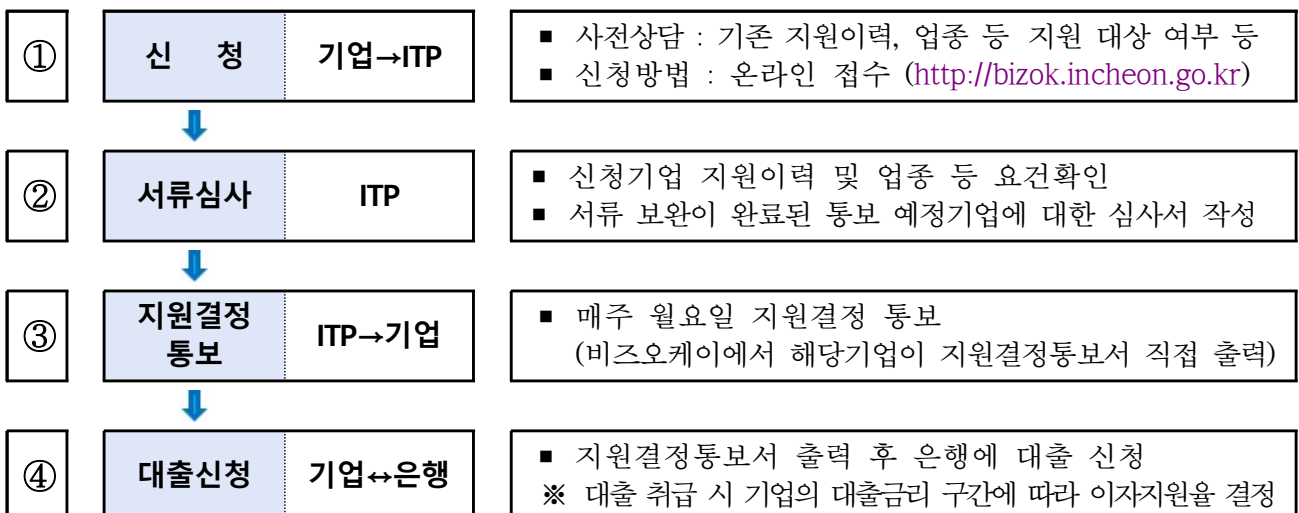 ① 신 청 기업→ITP
▪ 사전상담 : 기존 지원이력, 업종 등 지원 대상 여부 등
▪ 신청방법 : 온라인 접수 (http://bizok.incheon.go.kr)
② 서류심사 ITP
▪ 신청기업 지원이력 및 업종 등 요건확인
▪ 서류 보완이 완료된 통보 예정기업에 대한 심사서 작성
③ 지원결정
통보
ITP→기업
▪ 매주 월요일 지원결정 통보
(비즈오케이에서 해당기업이 지원결정통보서 직접 출력)
④ 대출신청 기업↔은행
▪ 지원결정통보서 출력 후 은행에 대출 신청
※ 대출 취급 시 기업의 대출금리 구간에 따라 이자지원율 결정